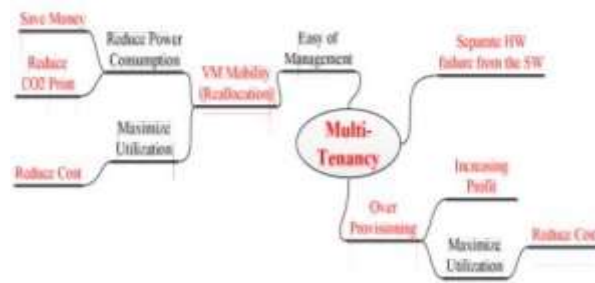 Save Money
Reduce
CO2 Print
Reduce Power
Consumption
VM Mobility
(Reallocation)
Easy of
Management
Maximize
Utilization
Reduce Cost
Multi-
Tenancy
Separate HW
failure from the SW
Over
Provisioning
Increasing
Profit
Maximize
Utilization
Reduce Cost